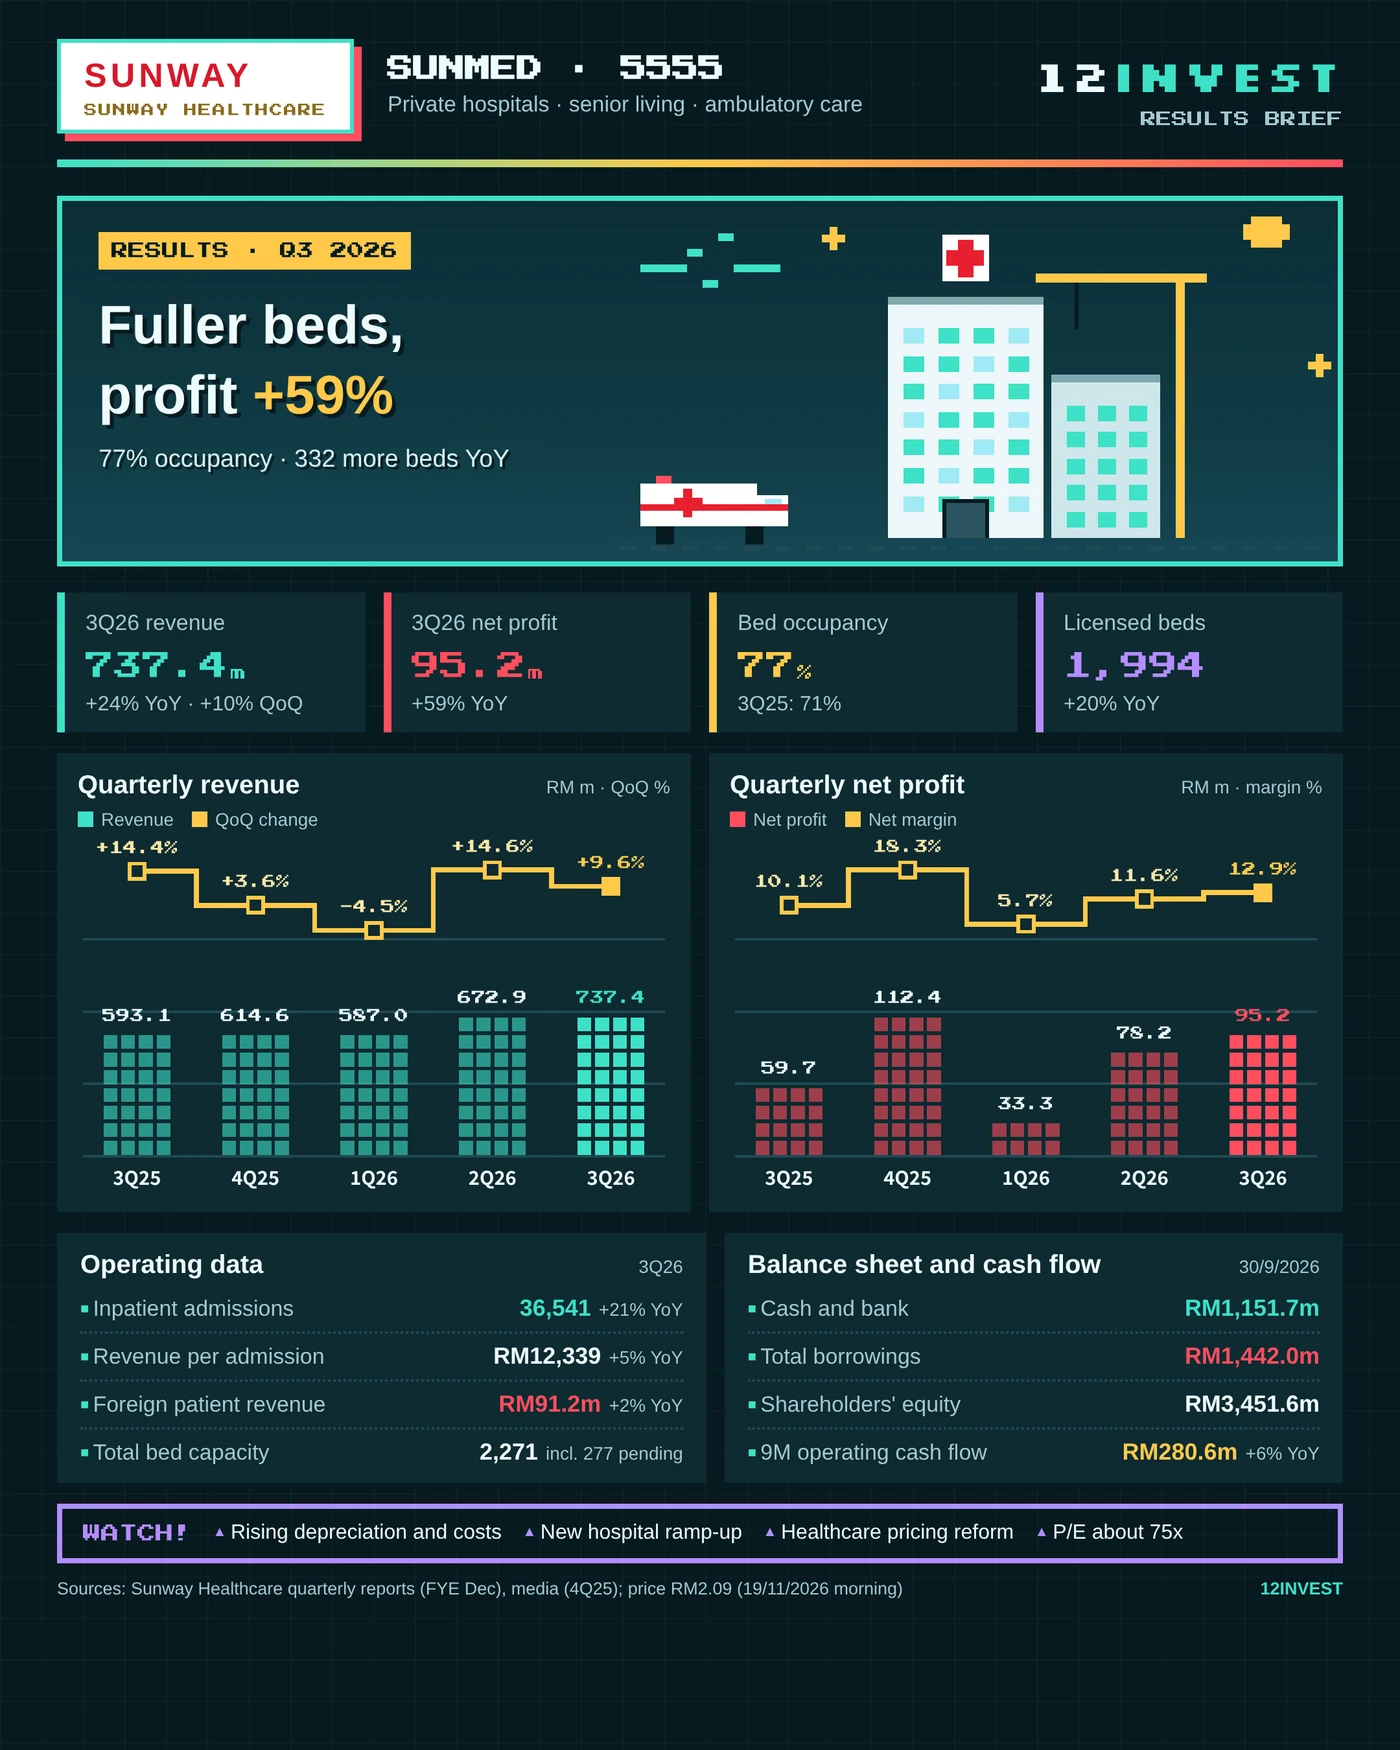 SUNWAY
SUNWAY HEALTHCARE
SUNMED · 5555
Private hospitals · senior living · ambulatory care
12INVEST
RESULTS BRIEF
RESULTS · Q3 2026
Fuller beds,
profit +59%
77% occupancy · 332 more beds YoY
3Q26 revenue
737.4m
+24% YoY · +10% QoQ
3Q26 net profit
95.2m
+59% YoY
Bed occupancy
77%
3Q25: 71%
Licensed beds
1,994
+20% YoY
Quarterly revenue
RM m · QoQ %
Revenue
QoQ change
+14.4%
+3.6%
-4.5%
+14.6%
+9.6%
593.1
614.6
587.0
672.9
737.4
3Q25
4Q25
1Q26
2Q26
3Q26
Quarterly net profit
RM m · margin %
Net profit
Net margin
10.1%
18.3%
5.7%
11.6%
12.9%
59.7
112.4
33.3
78.2
95.2
3Q25
4Q25
1Q26
2Q26
3Q26
Operating data
3Q26
Inpatient admissions 36,541 +21% YoY
Revenue per admission RM12,339 +5% YoY
Foreign patient revenue RM91.2m +2% YoY
Total bed capacity 2,271 incl. 277 pending
Balance sheet and cash flow
30/9/2026
Cash and bank RM1,151.7m
Total borrowings RM1,442.0m
Shareholders' equity RM3,451.6m
9M operating cash flow RM280.6m +6% YoY
WATCH! ▲ Rising depreciation and costs ▲ New hospital ramp-up ▲ Healthcare pricing reform ▲ P/E about 75x
Sources: Sunway Healthcare quarterly reports (FYE Dec), media (4Q25); price RM2.09 (19/11/2026 morning)
12INVEST